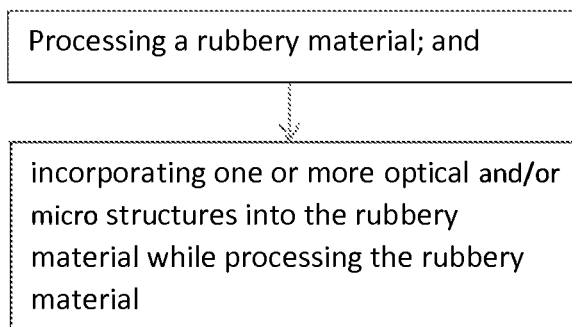 Processing a rubbery material; and
incorporating one or more optical and/or
micro structures into the rubbery
material while processing the rubbery
material